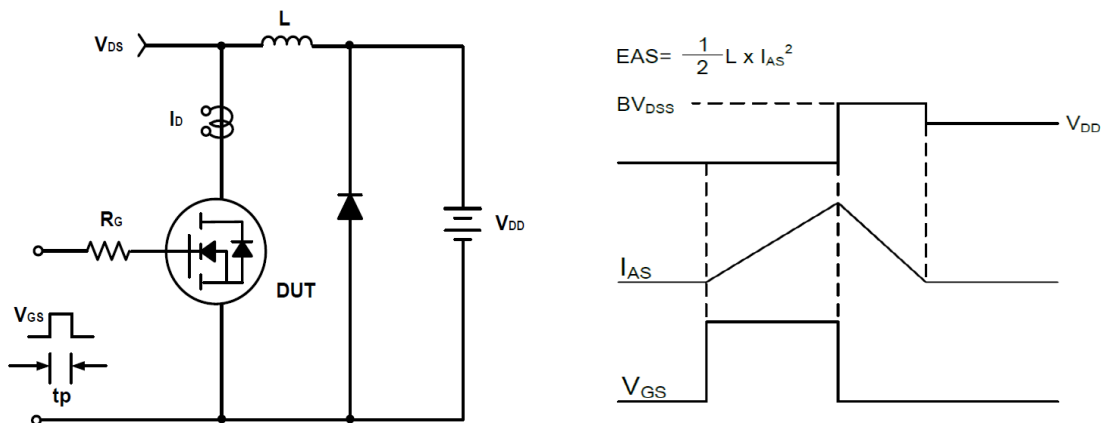 L
VDS
ID
RG
VDD
DUT
VGS
tp
EAS= 1/2 L x IAS²
BVDSS
VDD
IAS
VGS